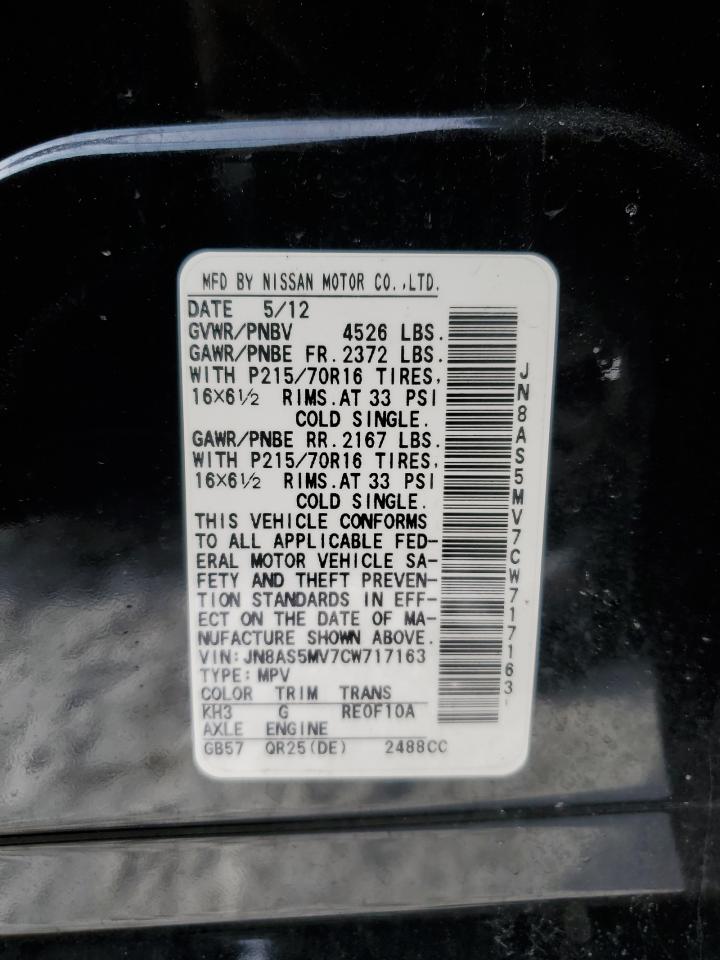 MFD BY NISSAN MOTOR CO.,LTD.
DATE 5/12
GVWR/PNBV 4526 LBS.
GAWR/PNBE FR. 2372 LBS.
WITH P215/70R16 TIRES,
16X6½ RIMS. AT 33 PSI
COLD SINGLE.
GAWR/PNBE RR. 2167 LBS.
WITH P215/70R16 TIRES,
16X6½ RIMS. AT 33 PSI
COLD SINGLE.
THIS VEHICLE CONFORMS
TO ALL APPLICABLE FED-
ERAL MOTOR VEHICLE SA-
FETY AND THEFT PREVEN-
TION STANDARDS IN EFF-
ECT ON THE DATE OF MA-
NUFACTURE SHOWN ABOVE.
VIN:JN8AS5MV7CW717163
TYPE:MPV
COLOR TRIM TRANS
KH3 G RE0F10A
AXLE ENGINE
GB57 QR25(DE) 2488CC
JN8AS5MV7CW717163